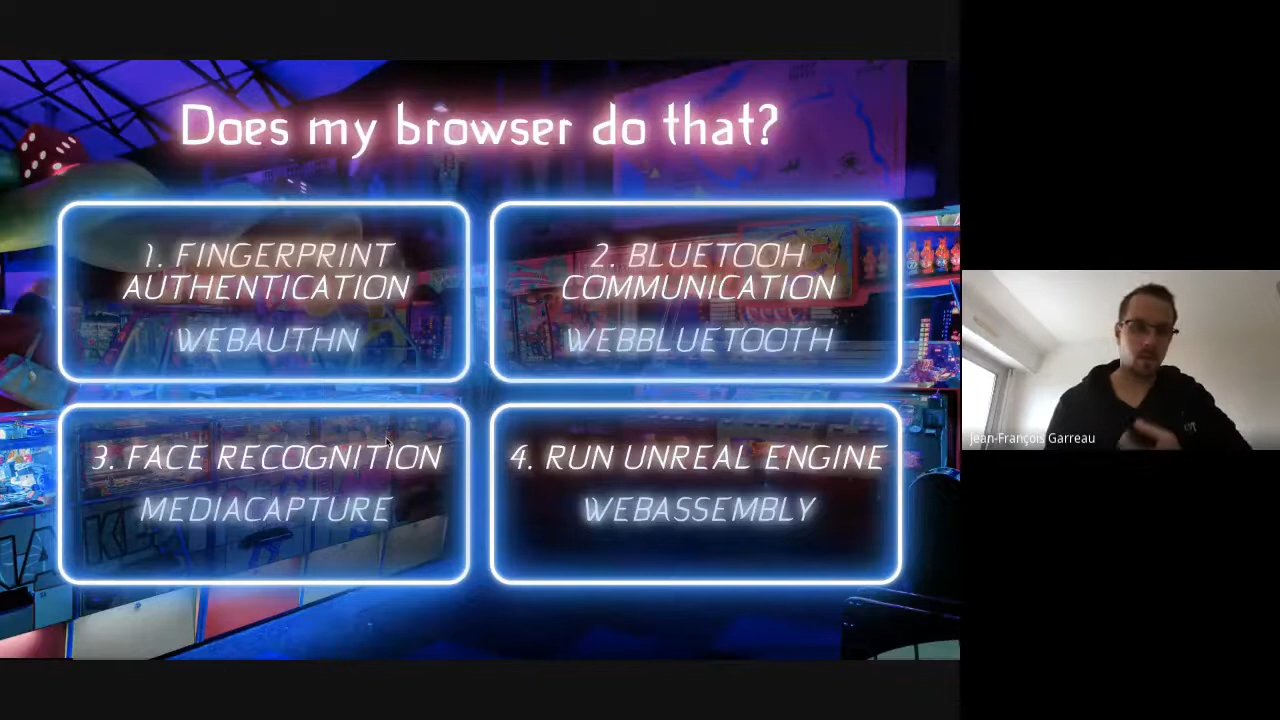 Does my browser do that?
1. FINGERPRINT
AUTHENTICATION
WEBAUTHN
2. BLUETOOH
COMMUNICATION
WEBBLUETOOTH
3. FACE RECOGNITION
MEDIACAPTURE
4. RUN UNREAL ENGINE
WEBASSEMBLY
Jean-François Garreau